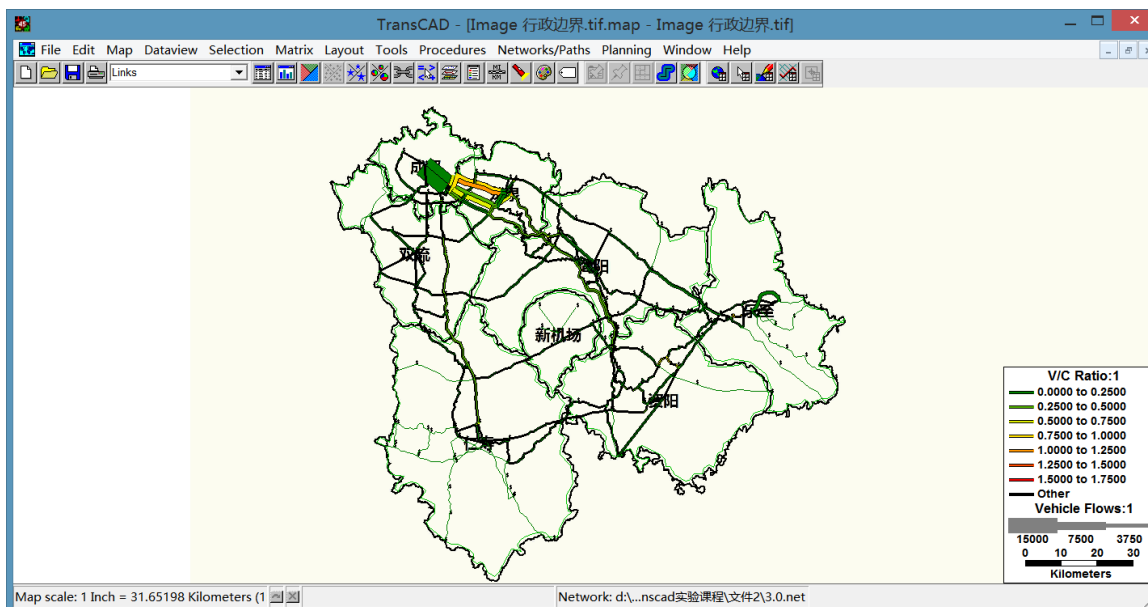 TransCAD - [Image 行政边界.tif.map - Image 行政边界.tif]
File Edit Map Dataview Selection Matrix Layout Tools Procedures Networks/Paths Planning Window Help
Links
双流
新机场
V/C Ratio:1
0.0000 to 0.2500
0.2500 to 0.5000
0.5000 to 0.7500
0.7500 to 1.0000
1.0000 to 1.2500
1.2500 to 1.5000
1.5000 to 1.7500
Other
Vehicle Flows:1
15000 7500 3750
0 10 20 30
Kilometers
Map scale: 1 Inch = 31.65198 Kilometers (1
Network: d:\...nscad实验课程\文件2\3.0.net